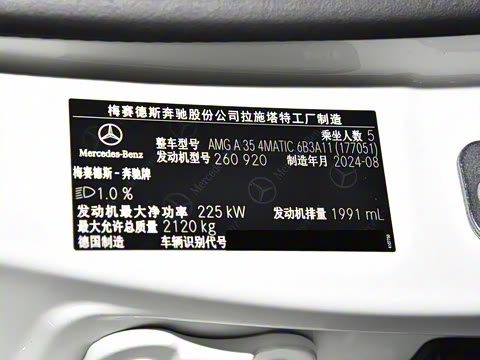 梅赛德斯奔驰股份公司拉施塔特工厂制造
乘坐人数 5
Mercedes-Benz
整车型号 AMG A 35 4MATIC 6B3A11 (177051)
发动机型号 260 920 制造年月 2024-08
梅赛德斯 - 奔驰牌
1.0 %
发动机最大净功率 225 kW 发动机排量 1991 mL
最大允许总质量 2120 kg
德国制造 车辆识别代号